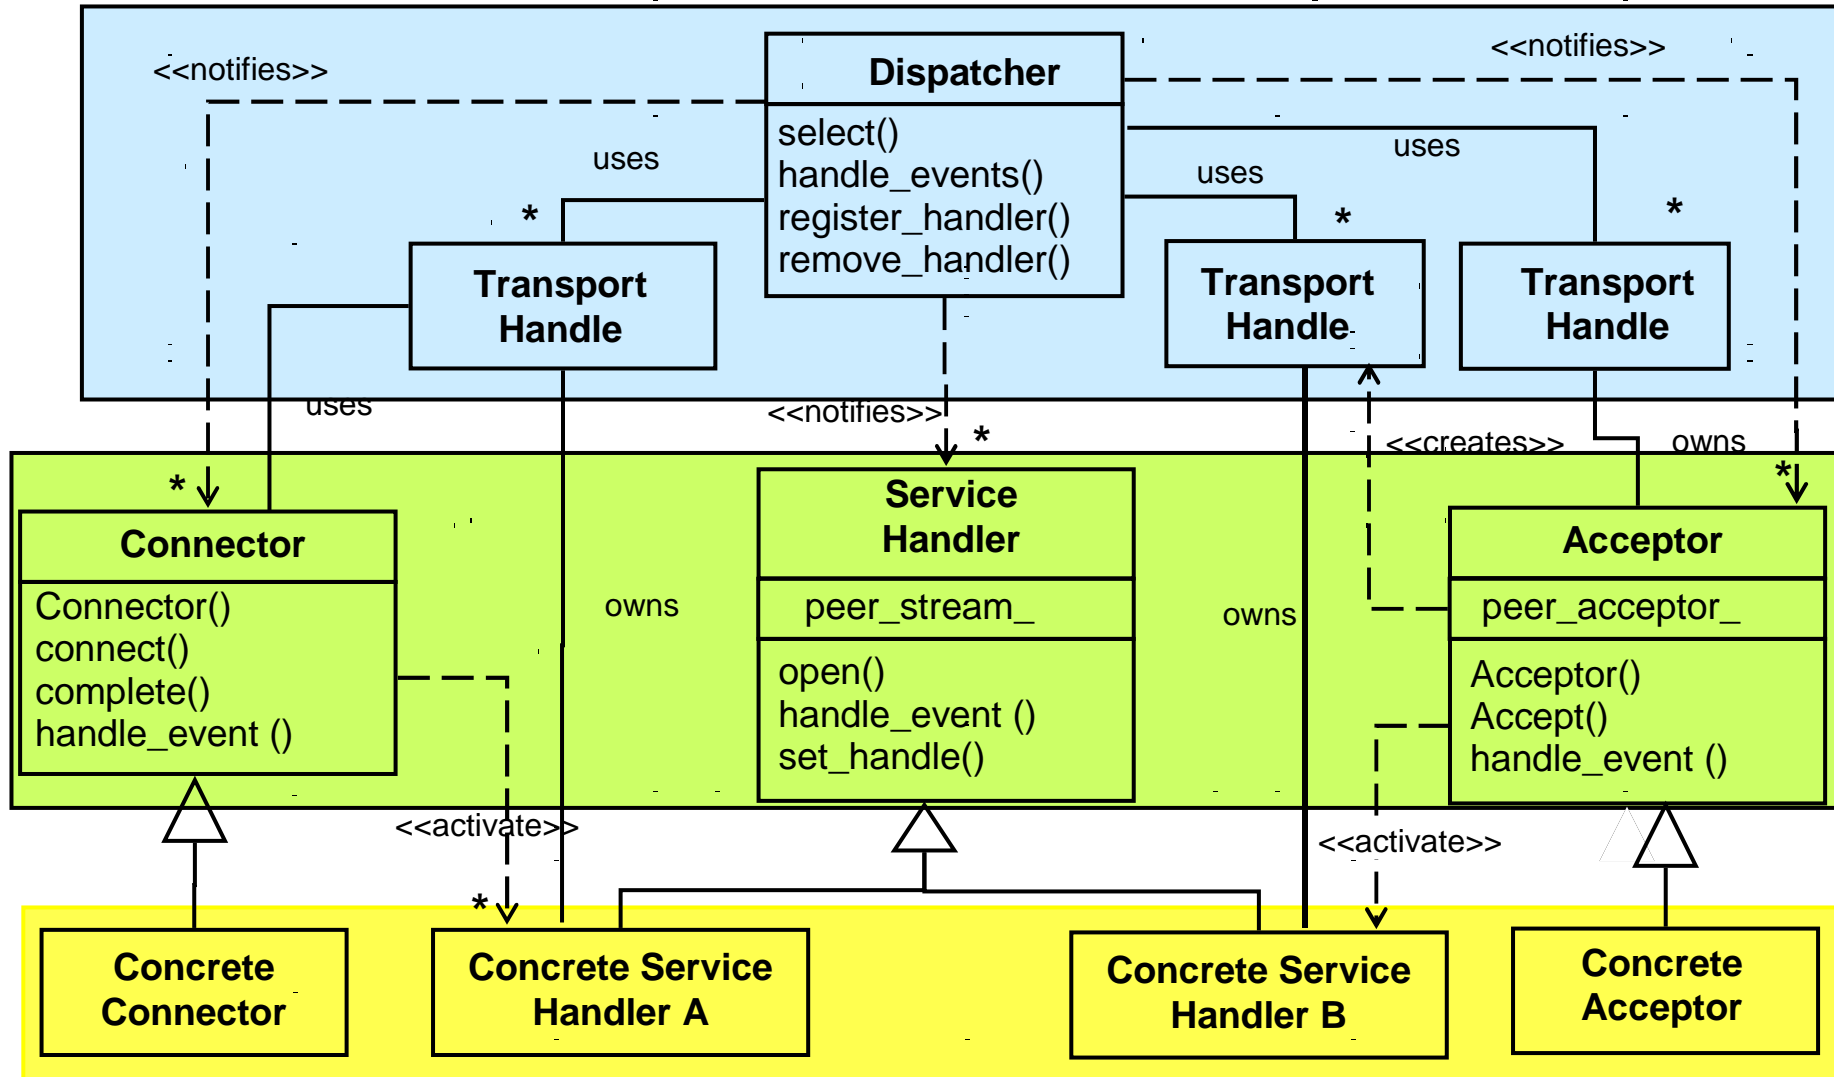 <<notifies>>
<<notifies>>
Dispatcher
select()
handle_events()
register_handler()
remove_handler()
uses
uses
uses
*
*
*
Transport
Handle
Transport
Handle
Transport
Handle
uses
<<notifies>>
*
<<creates>>
owns
*
*
Connector
Connector()
connect()
complete()
handle_event ()
owns
Service
Handler
peer_stream_
open()
handle_event ()
set_handle()
owns
Acceptor
peer_acceptor_
Acceptor()
Accept()
handle_event ()
<<activate>>
<<activate>>
*
Concrete
Connector
Concrete Service
Handler A
Concrete Service
Handler B
Concrete
Acceptor